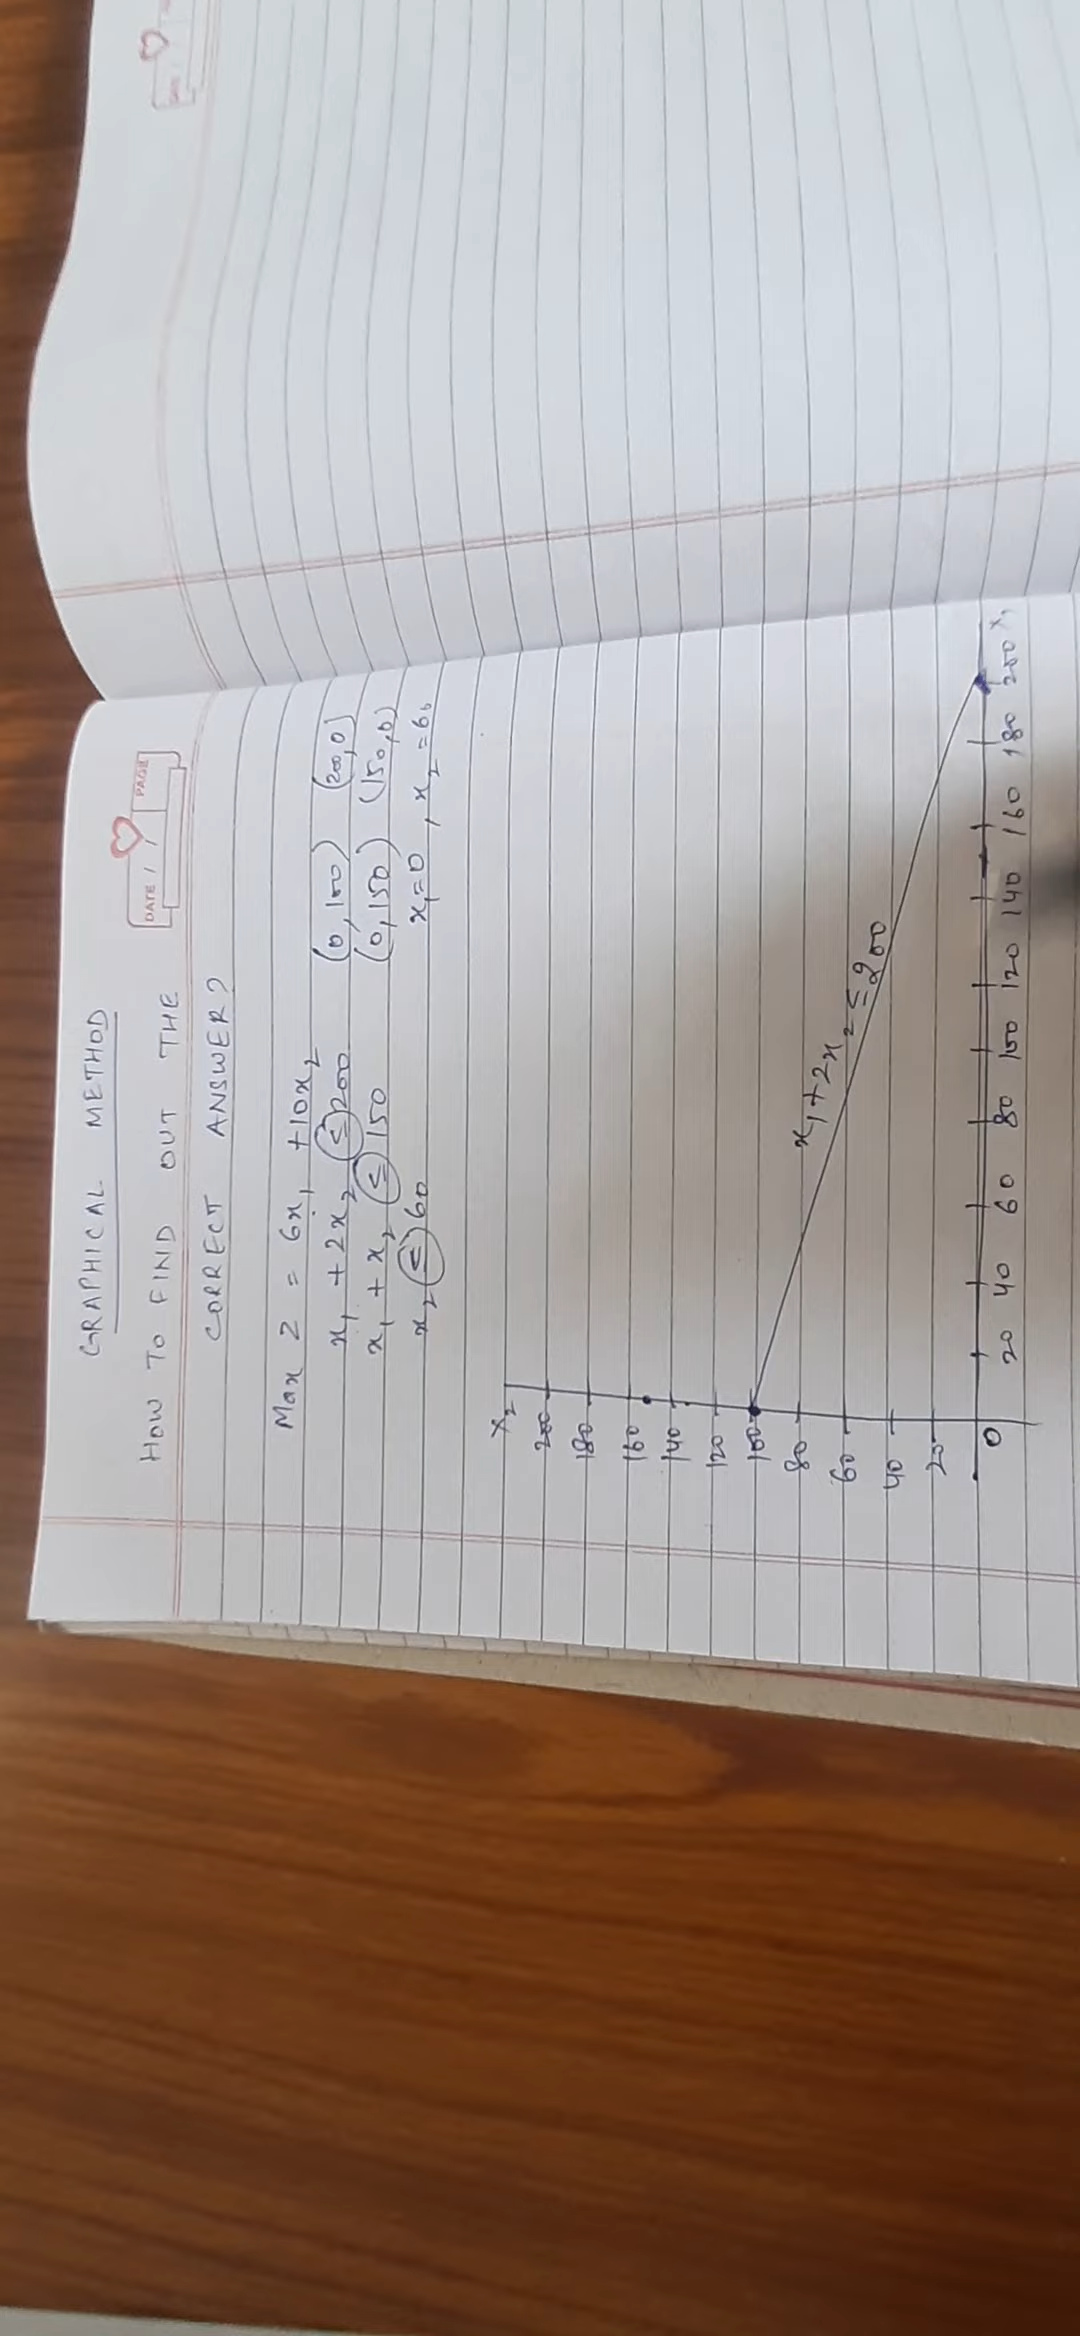 GRAPHICAL METHOD
DATE / / PAGE
HOW TO FIND OUT THE
CORRECT ANSWER?
Max Z = 6x₁ + 10x₂
x₁ + 2x₂ ≤ 200 (0, 100) (200, 0)
x₁ + x₂ ≤ 150 (0, 150) (150, 0)
x₂ ≤ 60 x₁=0, x₂=60
X₂
200
180
160
140
120
100
80
60
40
20
x₁ + 2x₂ ≤ 200
0 20 40 60 80 100 120 140 160 180 200 X₁